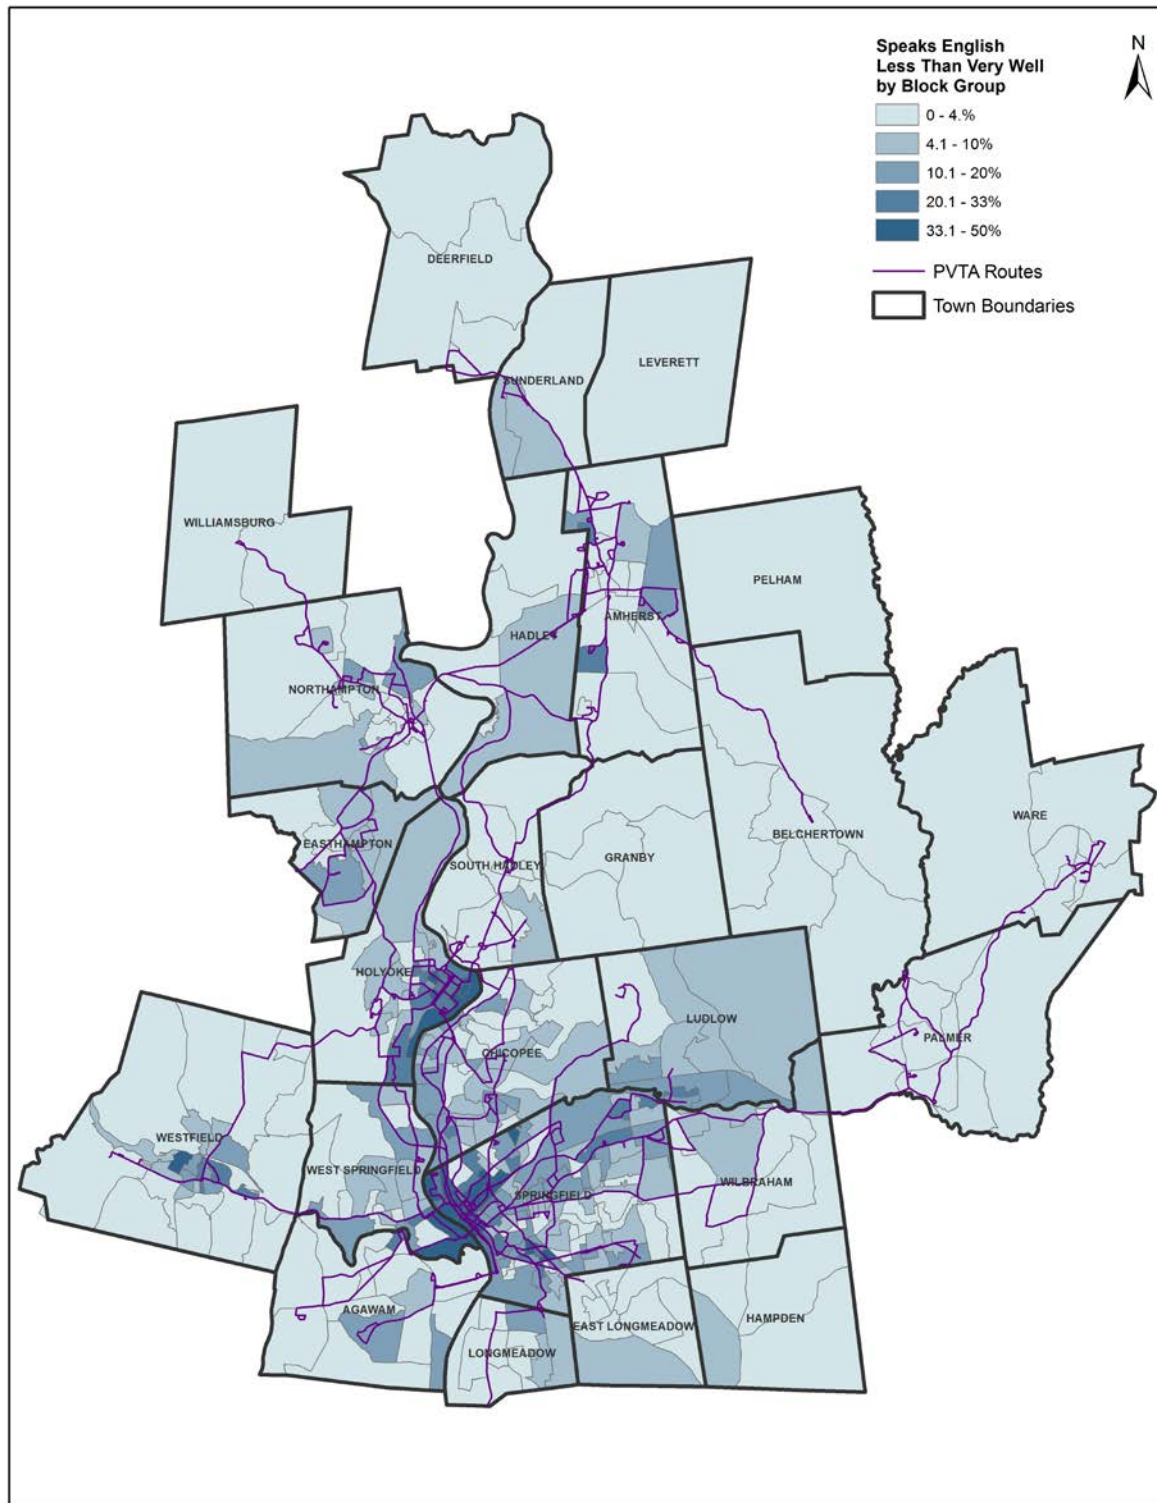 Speaks English
Less Than Very Well
by Block Group
0 - 4.%
4.1 - 10%
10.1 - 20%
20.1 - 33%
33.1 - 50%
PVTA Routes
Town Boundaries
N
DEERFIELD
SUNDERLAND
LEVERETT
WILLIAMSBURG
PELHAM
AMHERST
HADLEY
NORTHAMPTON
WARE
BELCHERTOWN
EASTHAMPTON
SOUTH HADLEY
GRANBY
HOLYOKE
LUDLOW
PALMER
CHICOPEE
WESTFIELD
WEST SPRINGFIELD
WILBRAHAM
SPRINGFIELD
AGAWAM
HAMPDEN
EAST LONGMEADOW
LONGMEADOW